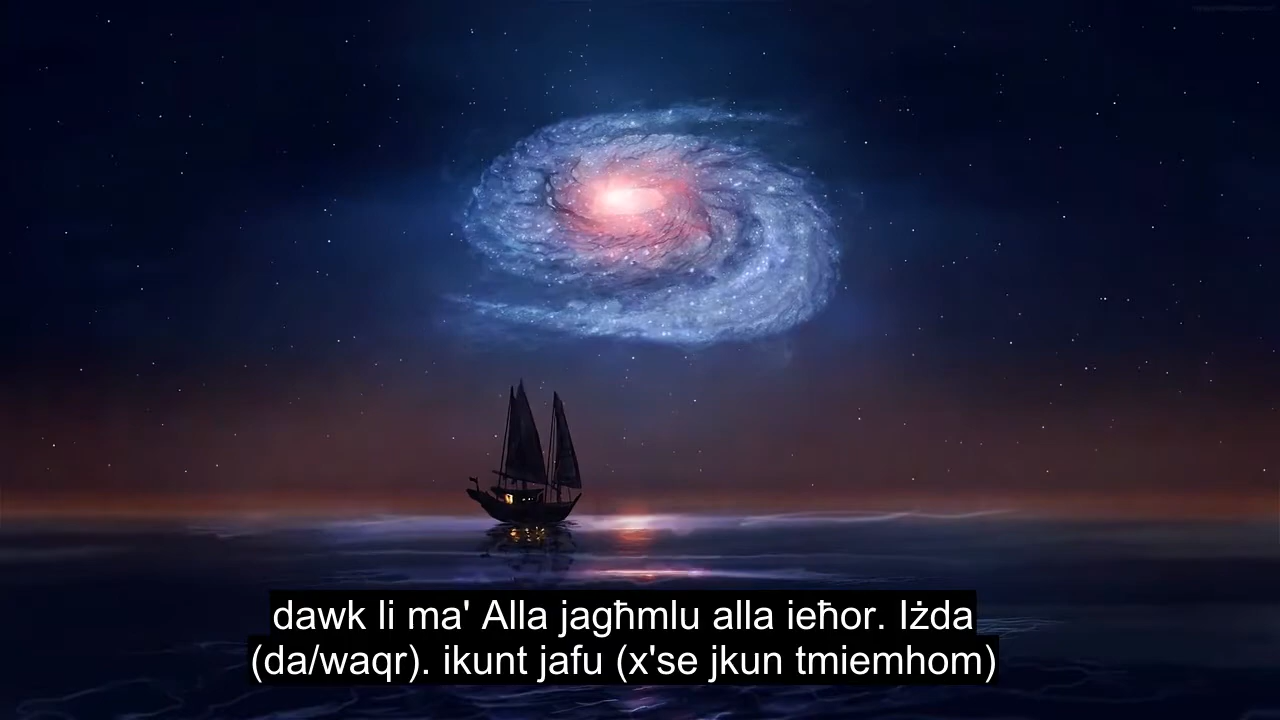 dawk li ma' Alla jagħmlu alla ieħor. Iżda
(da/waqr). ikunt jafu (x'se jkun tmiemhom)